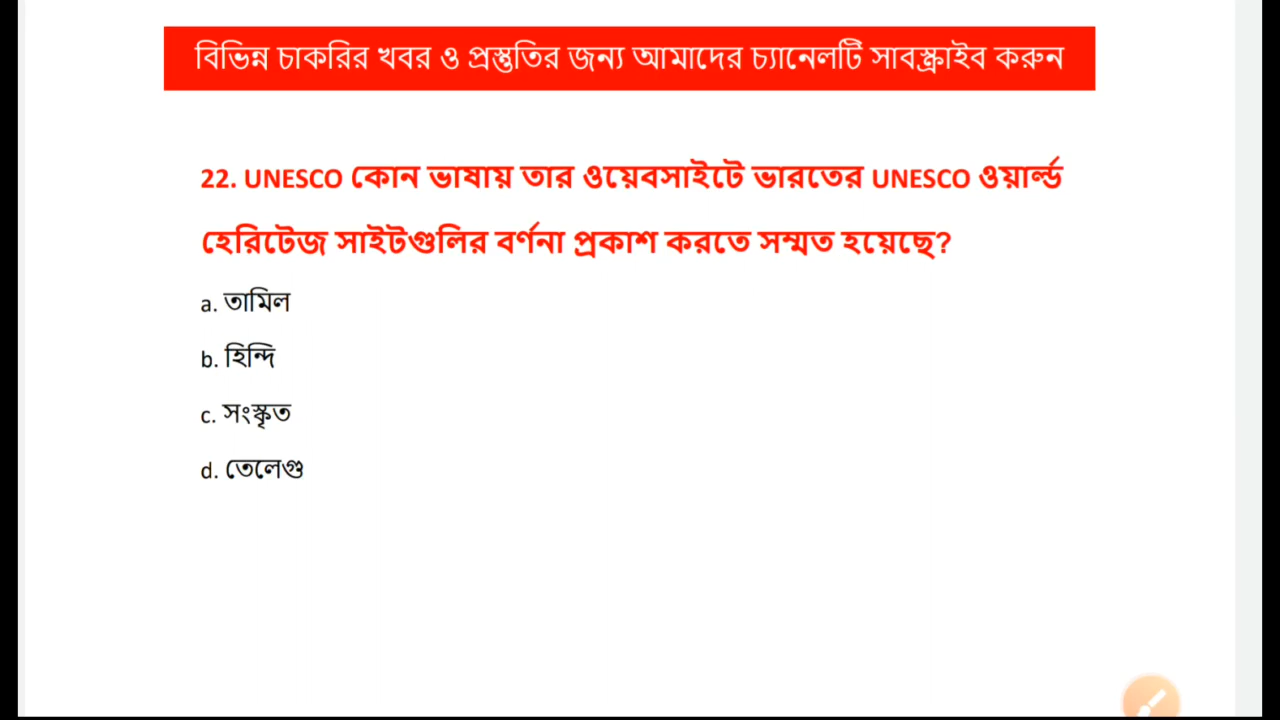 বিভিন্ন চাকরির খবর ও প্রস্তুতির জন্য আমাদের চ্যানেলটি সাবস্ক্রাইব করুন
22. UNESCO কোন ভাষায় তার ওয়েবসাইটে ভারতের UNESCO ওয়ার্ল্ড
হেরিটেজ সাইটগুলির বর্ণনা প্রকাশ করতে সম্মত হয়েছে?
a. তামিল
b. হিন্দি
c. সংস্কৃত
d. তেলেগু